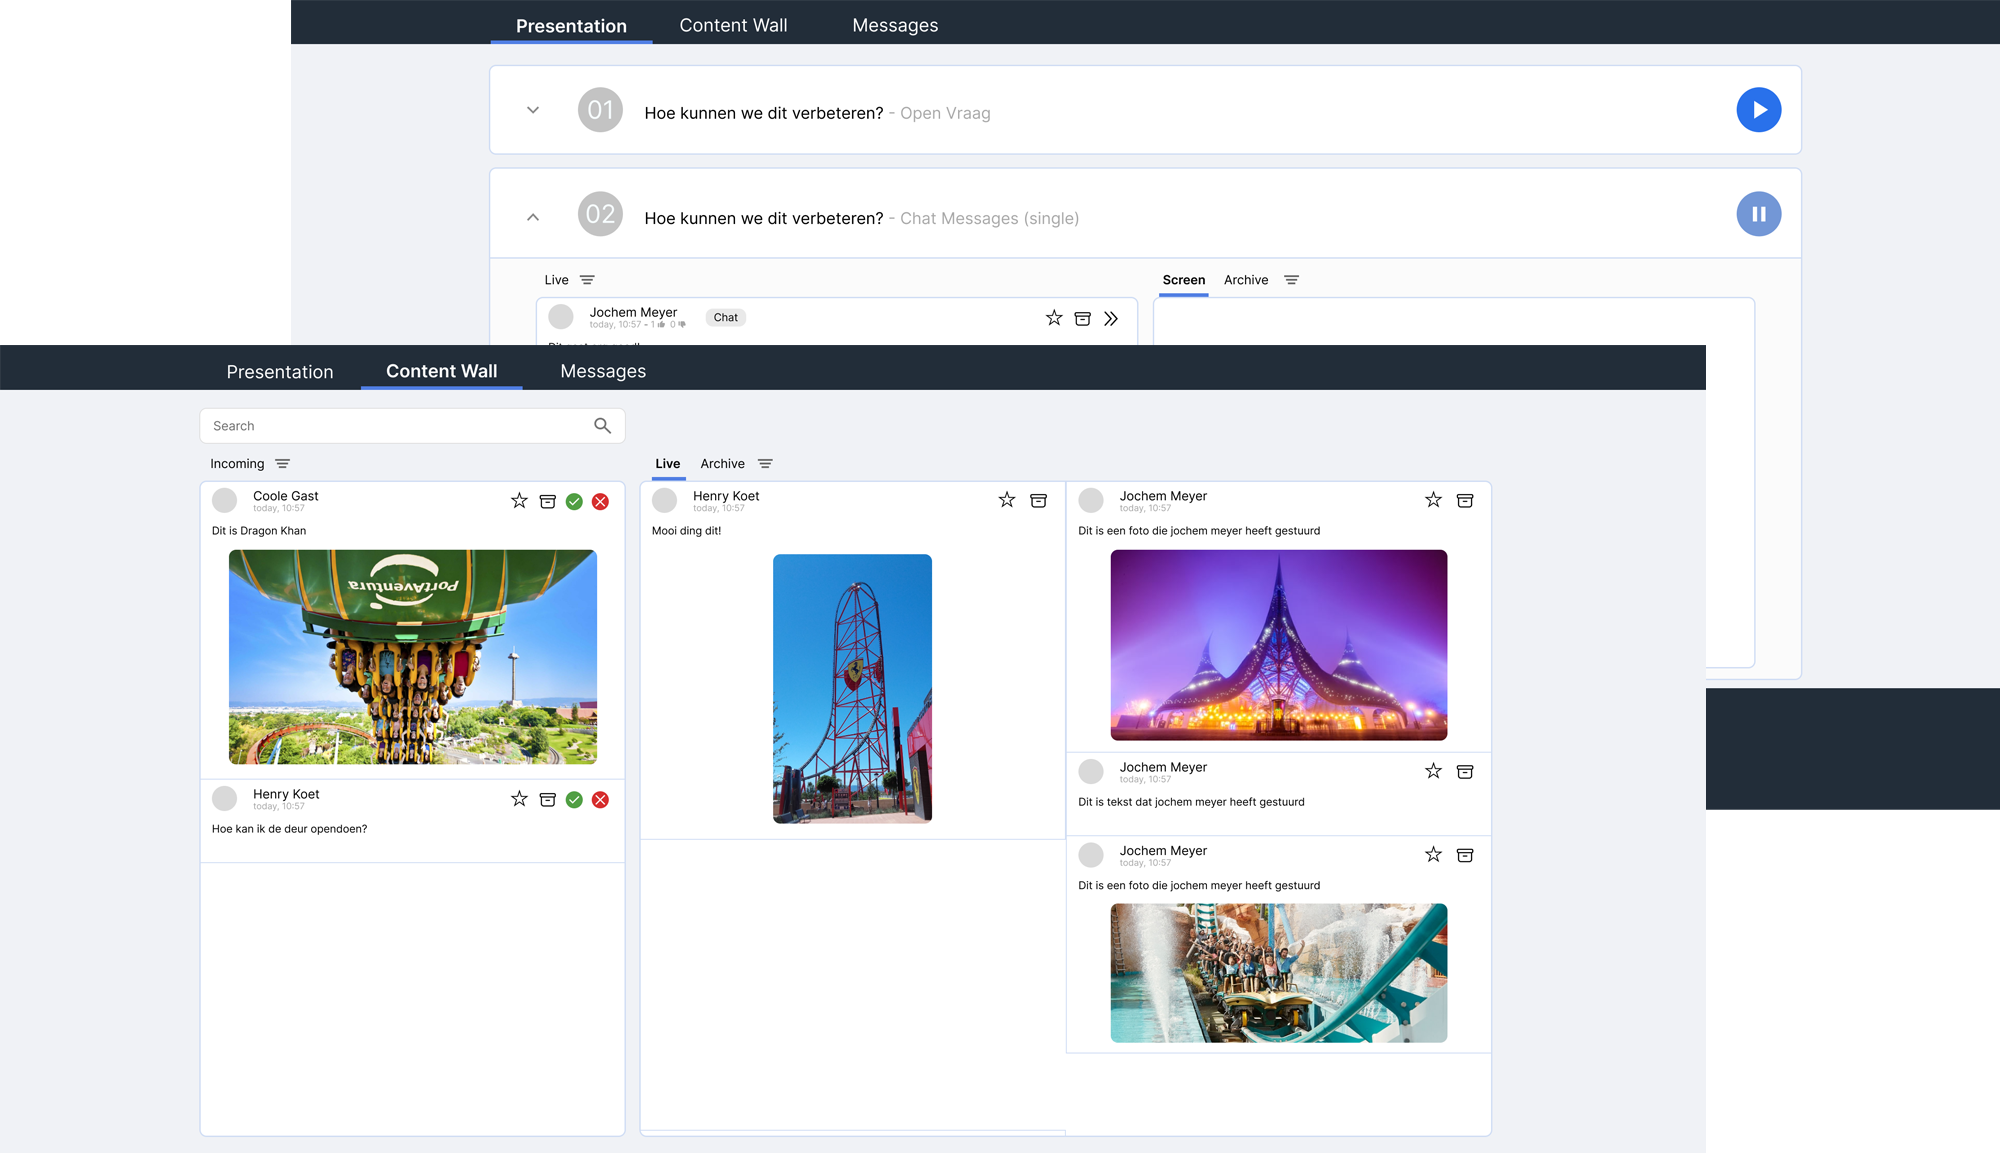 Presentation Content Wall Messages
01 Hoe kunnen we dit verbeteren? - Open Vraag
02 Hoe kunnen we dit verbeteren? - Chat Messages (single)
Live
Screen Archive
Jochem Meyer Chat
today, 10:57 - 1 0
Presentation Content Wall Messages
Search
Incoming
Coole Gast
today, 10:57
Dit is Dragon Khan
PortAventura
Henry Koet
today, 10:57
Hoe kan ik de deur opendoen?
Live Archive
Henry Koet
today, 10:57
Mooi ding dit!
Jochem Meyer
today, 10:57
Dit is een foto die jochem meyer heeft gestuurd
Jochem Meyer
today, 10:57
Dit is tekst dat jochem meyer heeft gestuurd
Jochem Meyer
today, 10:57
Dit is een foto die jochem meyer heeft gestuurd